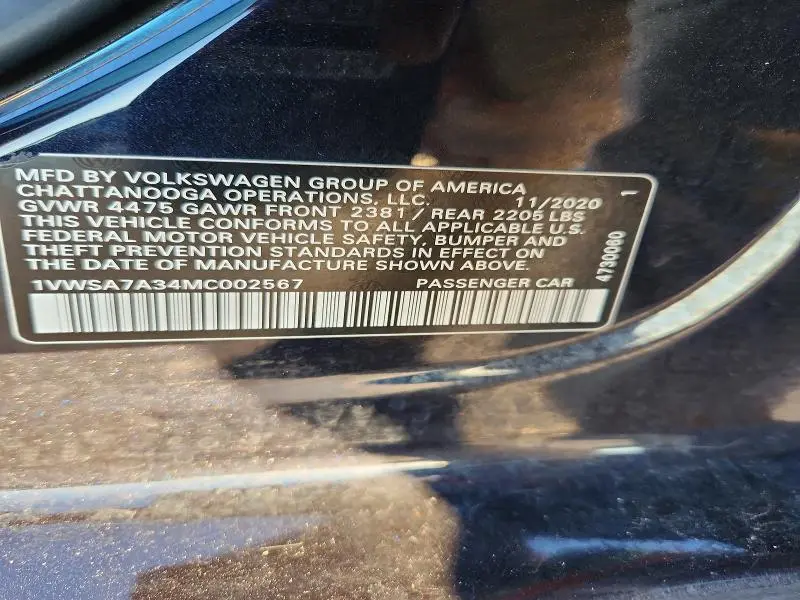 MFD BY VOLKSWAGEN GROUP OF AMERICA
CHATTANOOGA OPERATIONS, LLC. 11/2020
GVWR 4475 GAWR FRONT 2381/ REAR 2205 LBS
THIS VEHICLE CONFORMS TO ALL APPLICABLE U.S.
FEDERAL MOTOR VEHICLE SAFETY, BUMPER AND
THEFT PREVENTION STANDARDS IN EFFECT ON
THE DATE OF MANUFACTURE SHOWN ABOVE.
1VWSA7A34MC002567 PASSENGER CAR
4780060 1